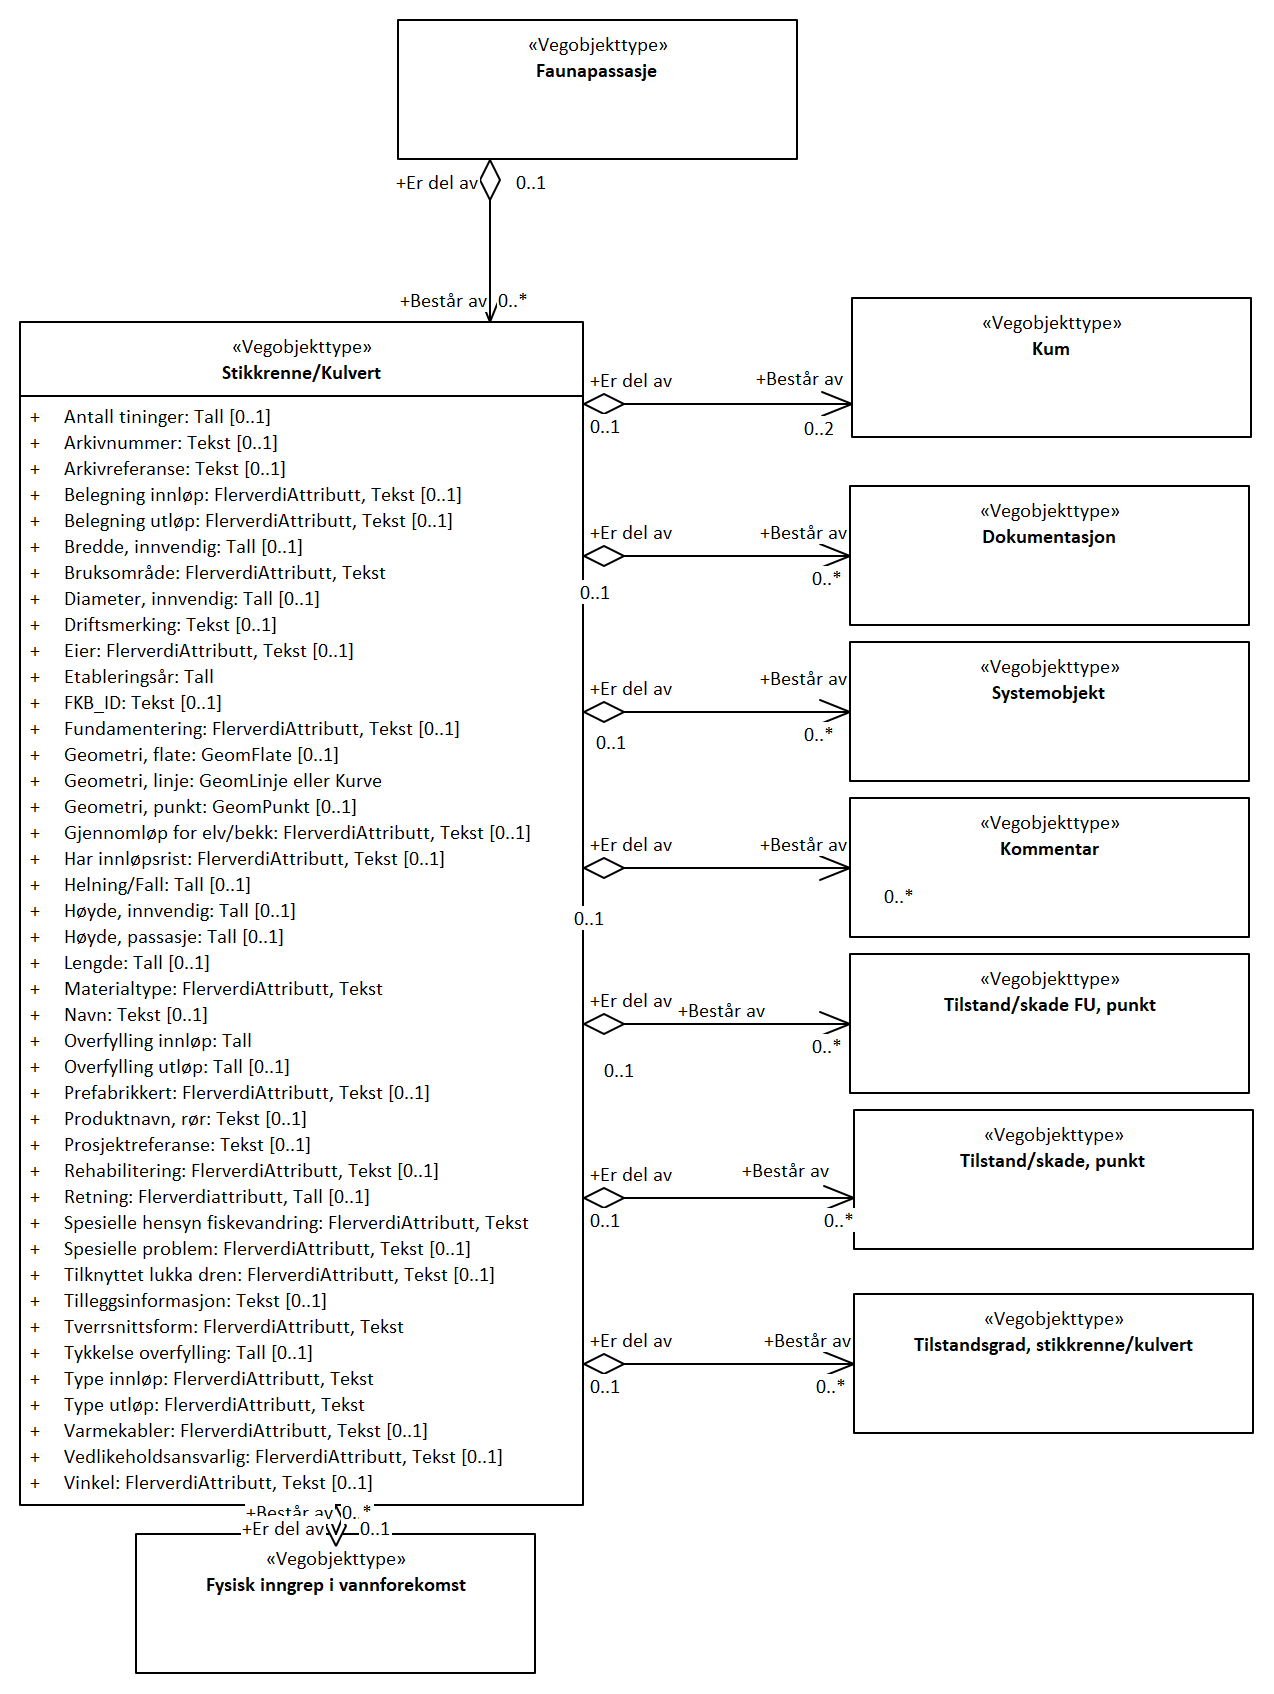 «Vegobjekttype»
Faunapassasje
+Er del av
0..1
+Består av
0..*
«Vegobjekttype»
Stikkrenne/Kulvert
+ Antall tininger: Tall [0..1]
+ Arkivnummer: Tekst [0..1]
+ Arkivreferanse: Tekst [0..1]
+ Belegning innløp: FlerverdiAttributt, Tekst [0..1]
+ Belegning utløp: FlerverdiAttributt, Tekst [0..1]
+ Bredde, innvendig: Tall [0..1]
+ Bruksområde: FlerverdiAttributt, Tekst
+ Diameter, innvendig: Tall [0..1]
+ Driftsmerking: Tekst [0..1]
+ Eier: FlerverdiAttributt, Tekst [0..1]
+ Etableringsår: Tall
+ FKB_ID: Tekst [0..1]
+ Fundamentering: FlerverdiAttributt, Tekst [0..1]
+ Geometri, flate: GeomFlate [0..1]
+ Geometri, linje: GeomLinje eller Kurve
+ Geometri, punkt: GeomPunkt [0..1]
+ Gjennomløp for elv/bekk: FlerverdiAttributt, Tekst [0..1]
+ Har innløpsrist: FlerverdiAttributt, Tekst [0..1]
+ Helning/Fall: Tall [0..1]
+ Høyde, innvendig: Tall [0..1]
+ Høyde, passasje: Tall [0..1]
+ Lengde: Tall [0..1]
+ Materialtype: FlerverdiAttributt, Tekst
+ Navn: Tekst [0..1]
+ Overfylling innløp: Tall
+ Overfylling utløp: Tall [0..1]
+ Prefabrikkert: FlerverdiAttributt, Tekst [0..1]
+ Produktnavn, rør: Tekst [0..1]
+ Prosjektreferanse: Tekst [0..1]
+ Rehabilitering: FlerverdiAttributt, Tekst [0..1]
+ Retning: Flerverdiattributt, Tall [0..1]
+ Spesielle hensyn fiskevandring: FlerverdiAttributt, Tekst
+ Spesielle problem: FlerverdiAttributt, Tekst [0..1]
+ Tilknyttet lukka dren: FlerverdiAttributt, Tekst [0..1]
+ Tilleggsinformasjon: Tekst [0..1]
+ Tverrsnittsform: FlerverdiAttributt, Tekst
+ Tykkelse overfylling: Tall [0..1]
+ Type innløp: FlerverdiAttributt, Tekst
+ Type utløp: FlerverdiAttributt, Tekst
+ Varmekabler: FlerverdiAttributt, Tekst [0..1]
+ Vedlikeholdsansvarlig: FlerverdiAttributt, Tekst [0..1]
+ Vinkel: FlerverdiAttributt, Tekst [0..1]
+Er del av
+Består av
0..1
0..2
«Vegobjekttype»
Kum
+Er del av
+Består av
0..1
0..*
«Vegobjekttype»
Dokumentasjon
+Er del av
+Består av
0..1
0..*
«Vegobjekttype»
Systemobjekt
+Er del av
+Består av
0..1
«Vegobjekttype»
Kommentar
0..*
+Er del av
+Består av
0..1
0..*
«Vegobjekttype»
Tilstand/skade FU, punkt
+Er del av
+Består av
0..1
0..*
«Vegobjekttype»
Tilstand/skade, punkt
+Er del av
+Består av
0..1
0..*
«Vegobjekttype»
Tilstandsgrad, stikkrenne/kulvert
+Består av
0..*
+Er del av
0..1
«Vegobjekttype»
Fysisk inngrep i vannforekomst